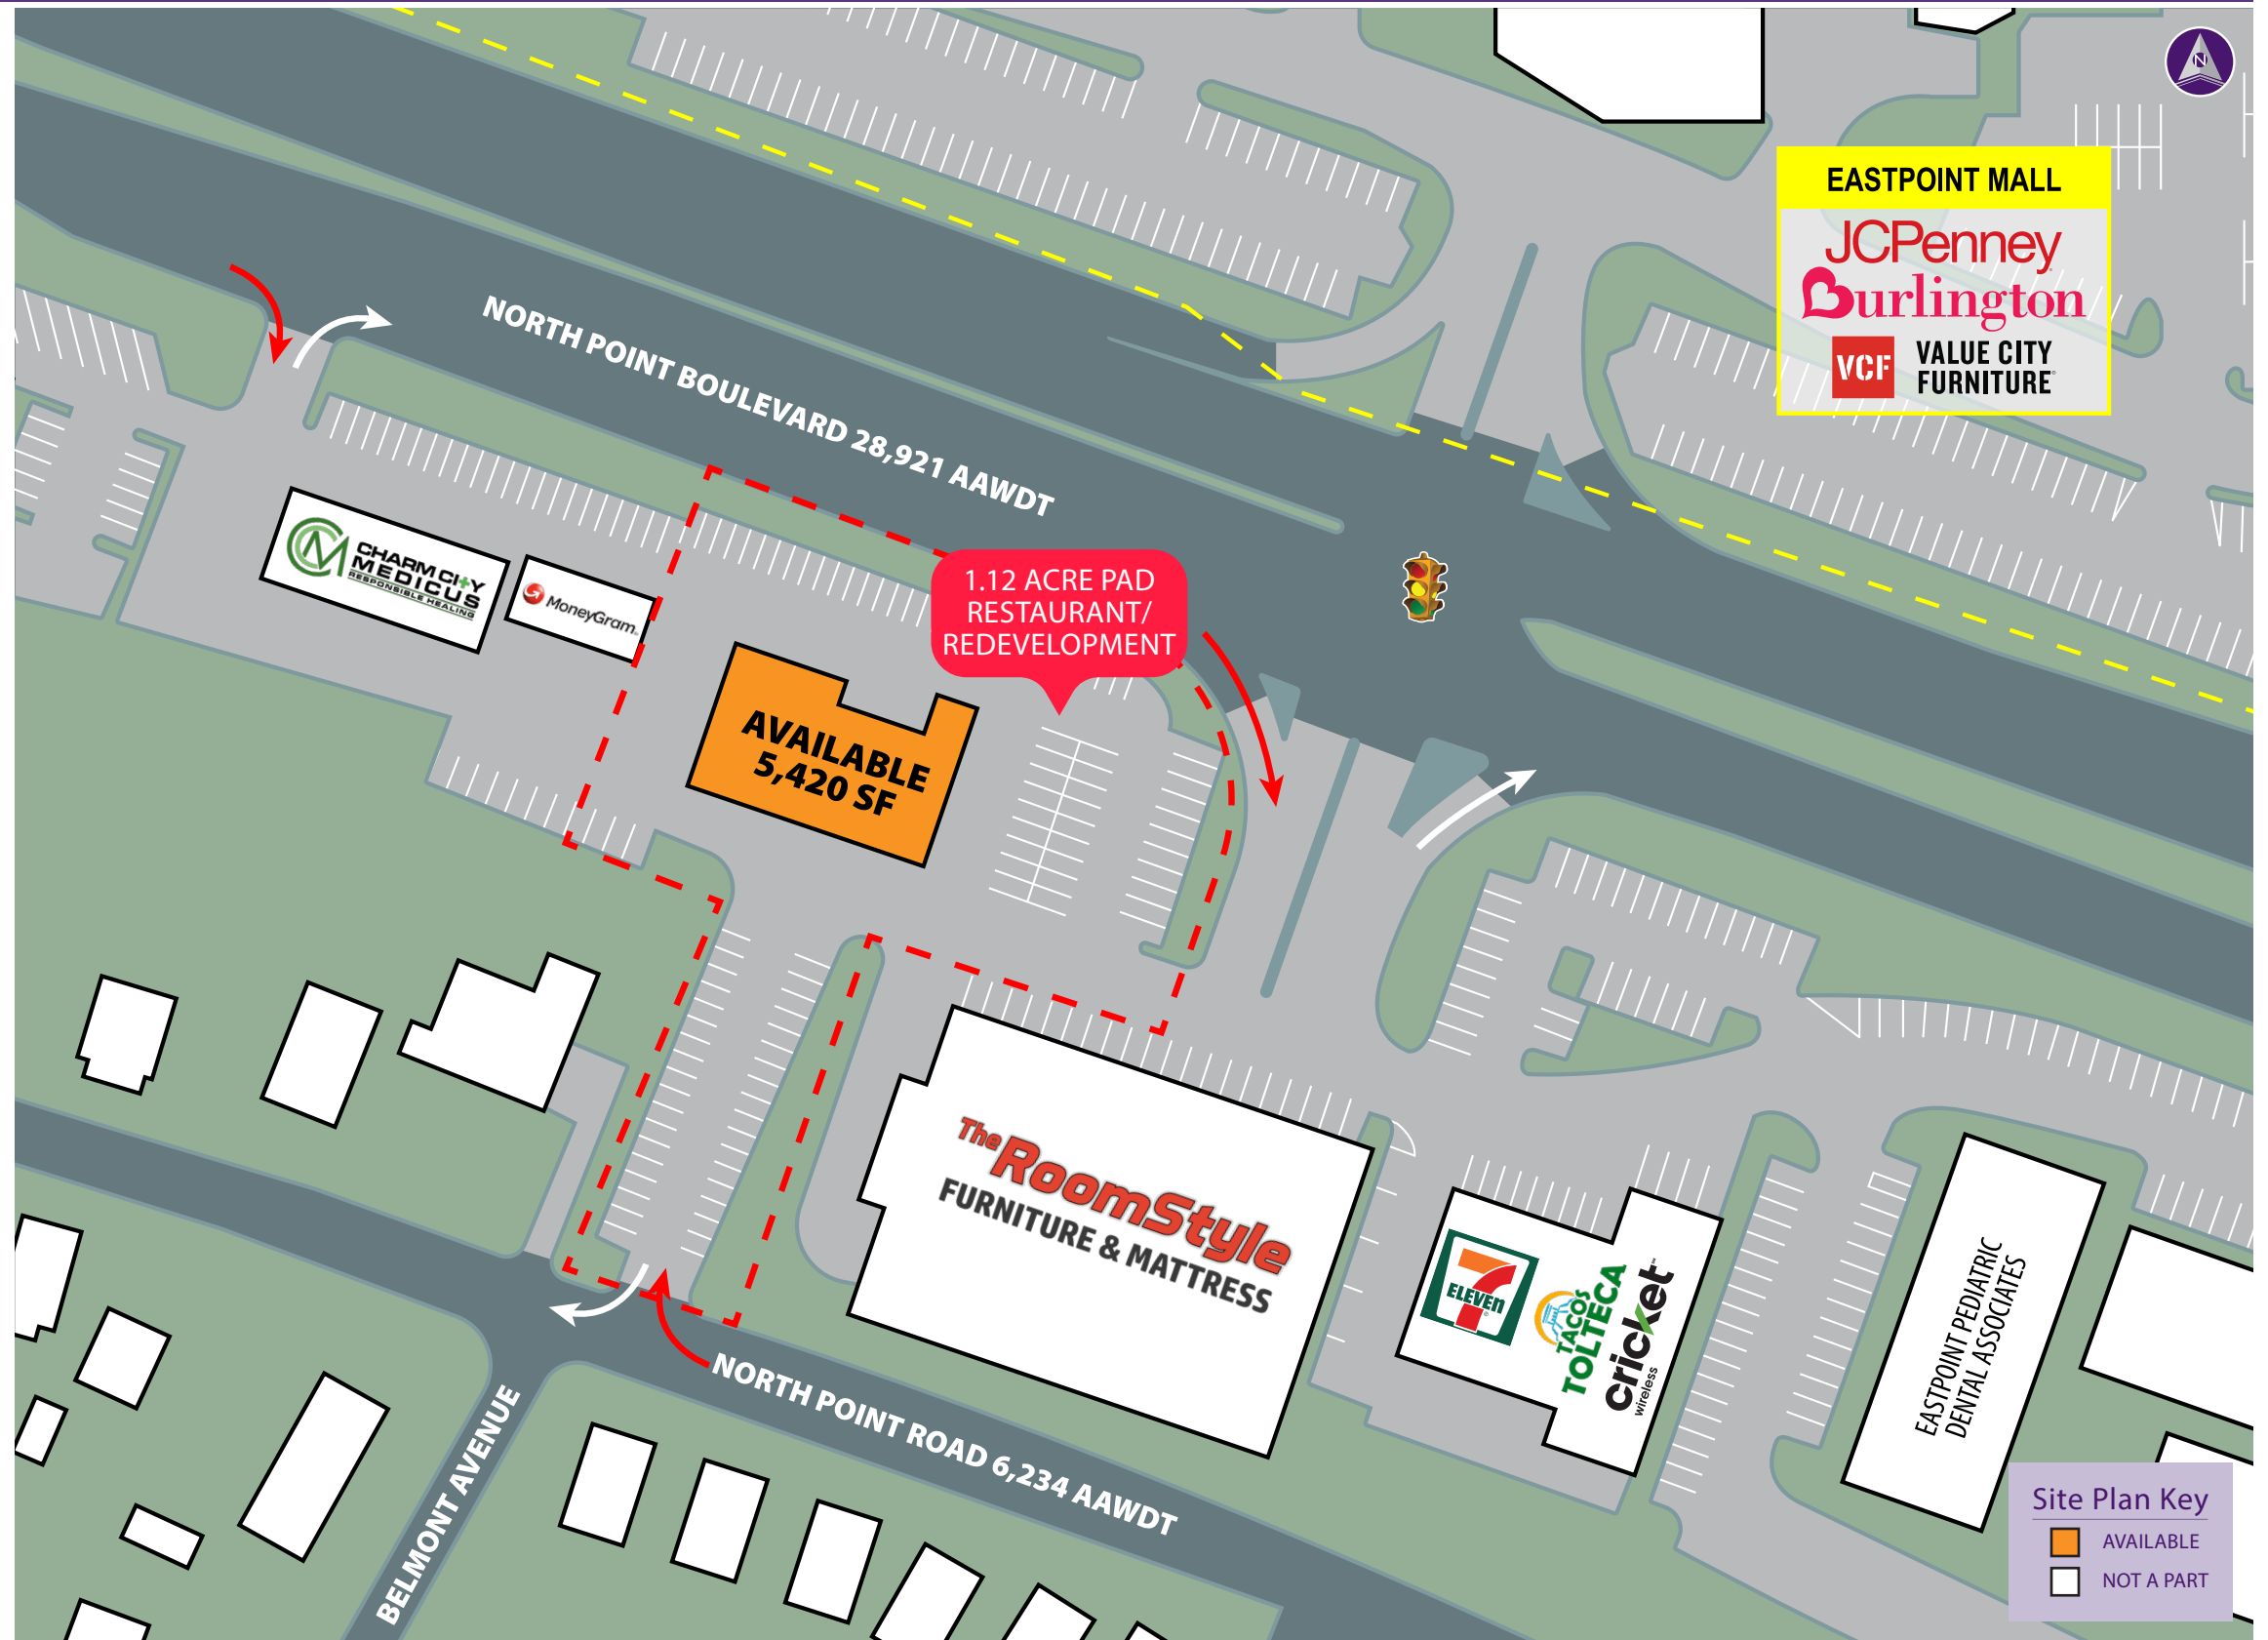 N
EASTPOINT MALL
JCPenney
Burlington
VCF
VALUE CITY
FURNITURE
NORTH POINT BOULEVARD 28,921 AAWDT
CM
CHARM CITY
MEDICUS
RESPONSIBLE HEALING
MoneyGram
1.12 ACRE PAD
RESTAURANT/
REDEVELOPMENT
AVAILABLE
5,420 SF
The RoomStyle
FURNITURE & MATTRESS
7
ELEVEn
TACOS
TOLTECA
cricket
wireless
EASTPOINT PEDIATRIC
DENTAL ASSOCIATES
NORTH POINT ROAD 6,234 AAWDT
BELMONT AVENUE
Site Plan Key
AVAILABLE
NOT A PART